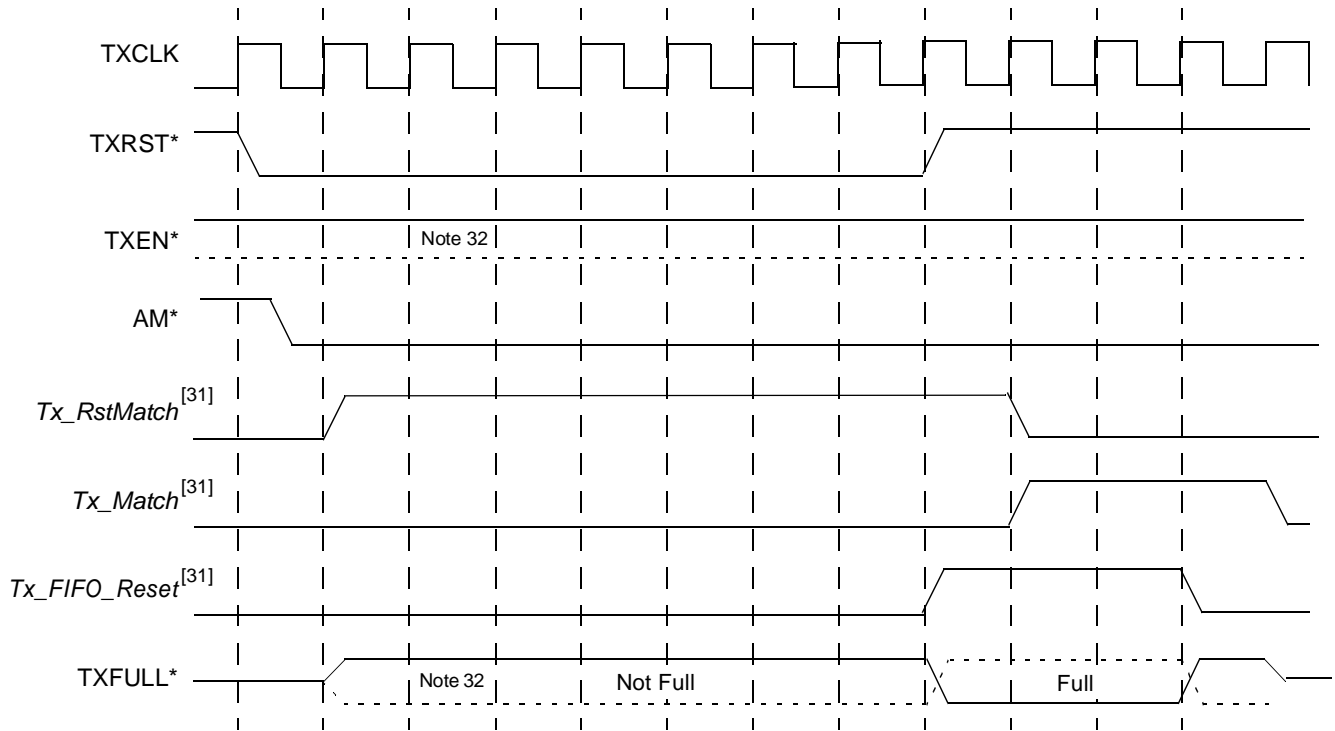 TXCLK
TXRST*
TXEN*
Note 32
AM*
Tx_RstMatch[31]
Tx_Match[31]
Tx_FIFO_Reset[31]
TXFULL*
Note 32
Not Full
Full